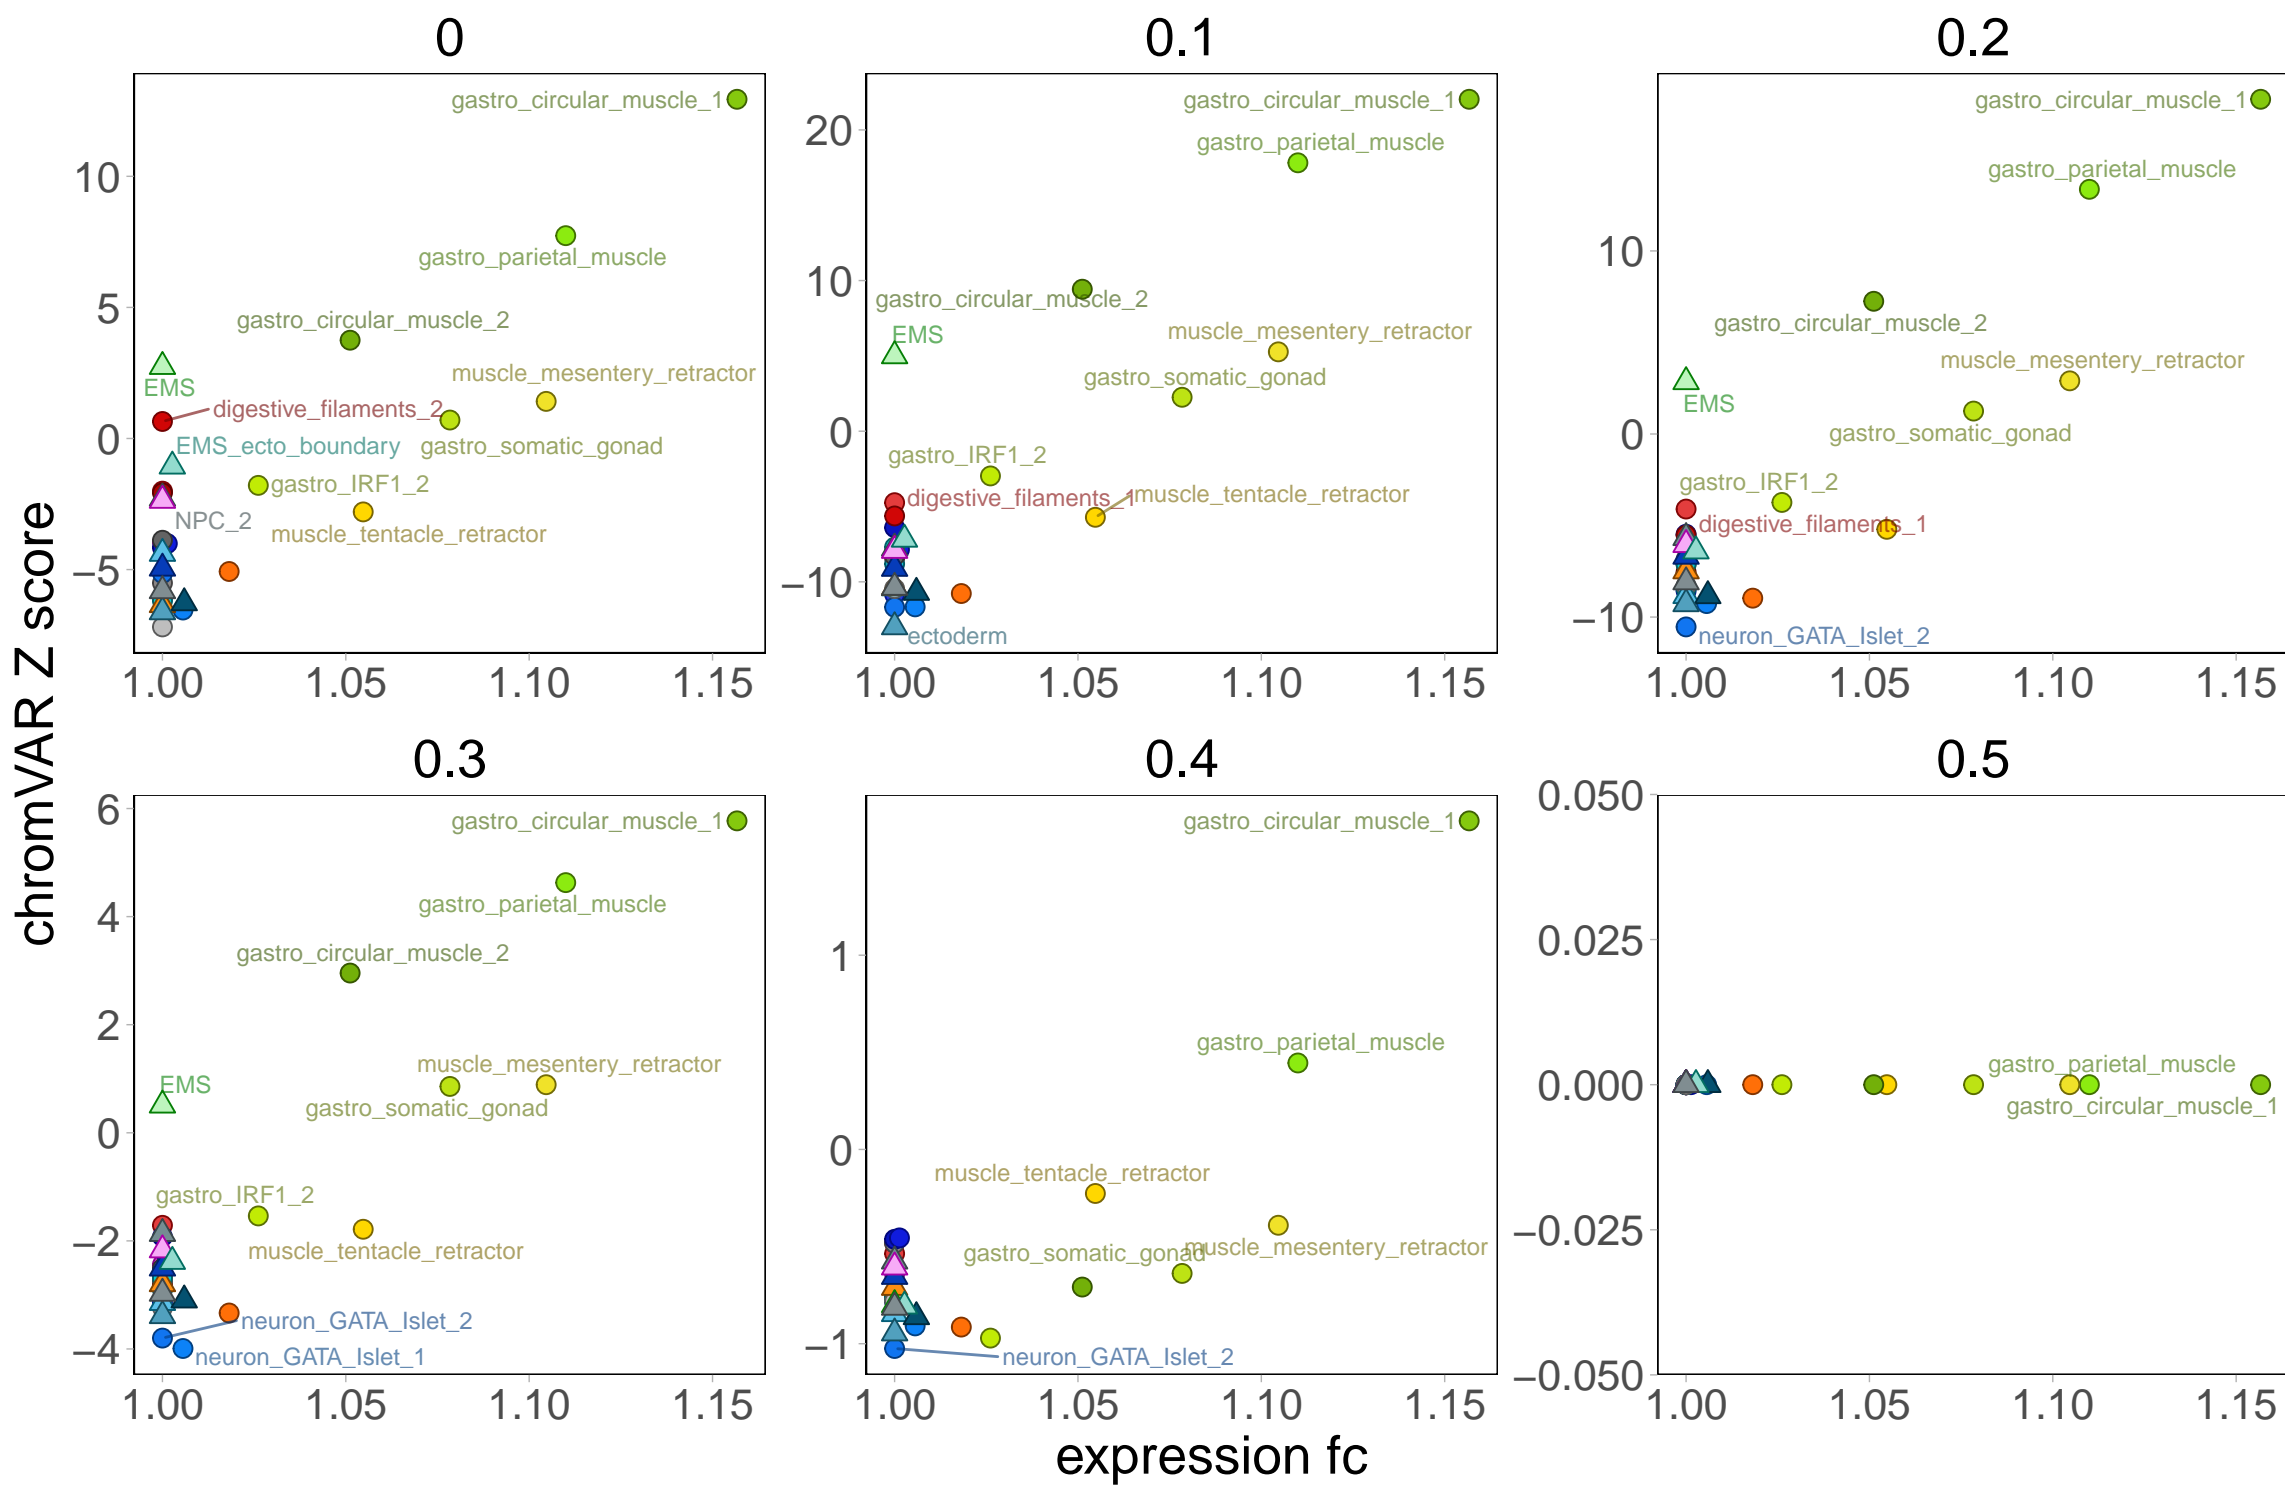 0
0.1
0.2
gastro_circular_muscle_1
gastro_parietal_muscle
gastro_circular_muscle_2
EMS
muscle_mesentery_retractor
digestive_filaments_2
EMS_ecto_boundary
gastro_somatic_gonad
gastro_IRF1_2
NPC_2
muscle_tentacle_retractor
10
5
0
−5
1.00 1.05 1.10 1.15
gastro_circular_muscle_1
gastro_parietal_muscle
gastro_circular_muscle_2
EMS
muscle_mesentery_retractor
gastro_somatic_gonad
gastro_IRF1_2
digestive_filaments_1
muscle_tentacle_retractor
ectoderm
20
10
0
−10
1.00 1.05 1.10 1.15
gastro_circular_muscle_1
gastro_parietal_muscle
gastro_circular_muscle_2
muscle_mesentery_retractor
EMS
gastro_somatic_gonad
gastro_IRF1_2
digestive_filaments_1
neuron_GATA_Islet_2
10
0
−10
1.00 1.05 1.10 1.15
chromVAR Z score
0.3
0.4
0.5
gastro_circular_muscle_1
gastro_parietal_muscle
gastro_circular_muscle_2
muscle_mesentery_retractor
EMS
gastro_somatic_gonad
gastro_IRF1_2
muscle_tentacle_retractor
neuron_GATA_Islet_2
neuron_GATA_Islet_1
6
4
2
0
−2
−4
1.00 1.05 1.10 1.15
gastro_circular_muscle_1
gastro_parietal_muscle
muscle_tentacle_retractor
gastro_somatic_gonad
muscle_mesentery_retractor
neuron_GATA_Islet_2
1
0
−1
1.00 1.05 1.10 1.15
gastro_parietal_muscle
gastro_circular_muscle_1
0.050
0.025
0.000
−0.025
−0.050
1.00 1.05 1.10 1.15
expression fc